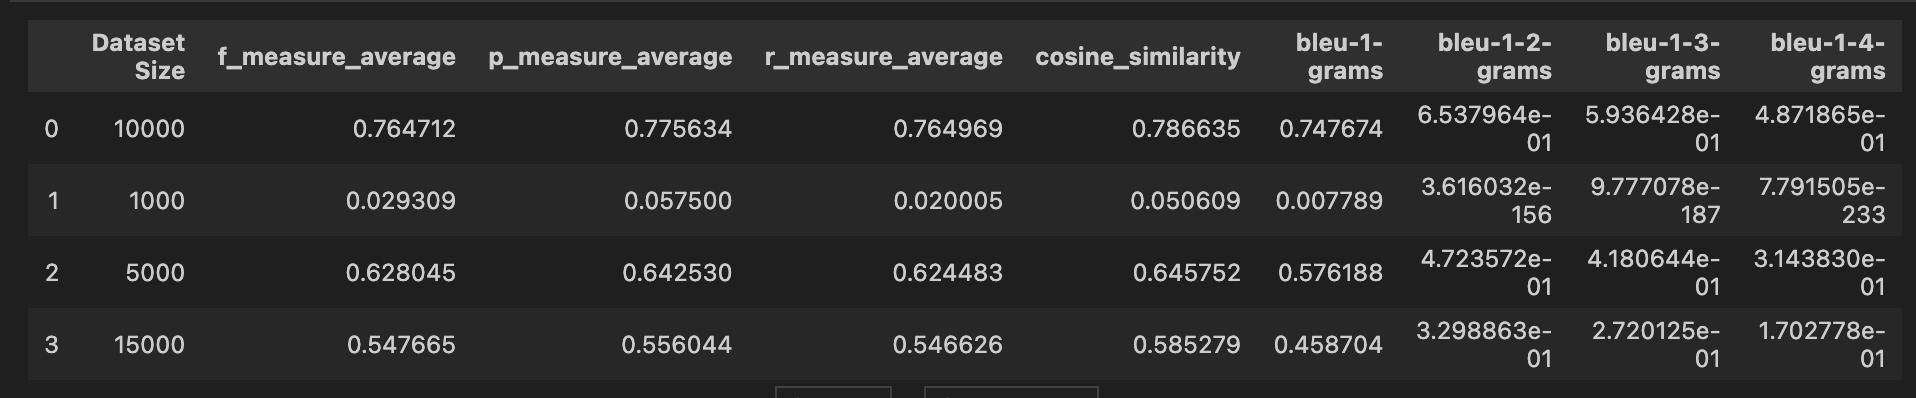 Dataset Size f_measure_average p_measure_average r_measure_average cosine_similarity bleu-1-grams bleu-1-2-grams bleu-1-3-grams bleu-1-4-grams
0 10000 0.764712 0.775634 0.764969 0.786635 0.747674 6.537964e-01 5.936428e-01 4.871865e-01
1 1000 0.029309 0.057500 0.020005 0.050609 0.007789 3.616032e-156 9.777078e-187 7.791505e-233
2 5000 0.628045 0.642530 0.624483 0.645752 0.576188 4.723572e-01 4.180644e-01 3.143830e-01
3 15000 0.547665 0.556044 0.546626 0.585279 0.458704 3.298863e-01 2.720125e-01 1.702778e-01